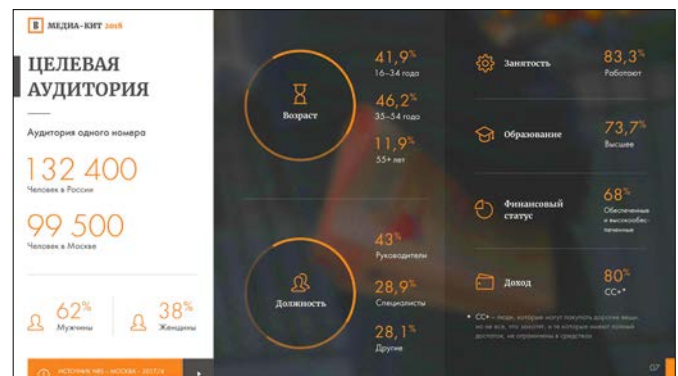 В МЕДИА-КИТ 2018
ЦЕЛЕВАЯ
АУДИТОРИЯ
Аудитория одного номера
132 400
Человек в России
99 500
Человек в Москве
62%
Мужчины
38%
Женщины
ИСТОЧНИК NRS – МОСКВА - 2017/6
Возраст
41,9%
16–34 года
46,2%
35–54 года
11,9%
55+ лет
Должность
43%
Руководители
28,9%
Специалисты
28,1%
Другие
Занятость
83,3%
Работают
Образование
73,7%
Высшее
Финансовый
статус
68%
Обеспеченные
и высокообес-
печенные
Доход
80%
СС+*
* СС+ – люди, которые могут покупать дорогие вещи,
но не все, что захотят, и те которые имеют полный
достаток, не ограничены в средствах
07